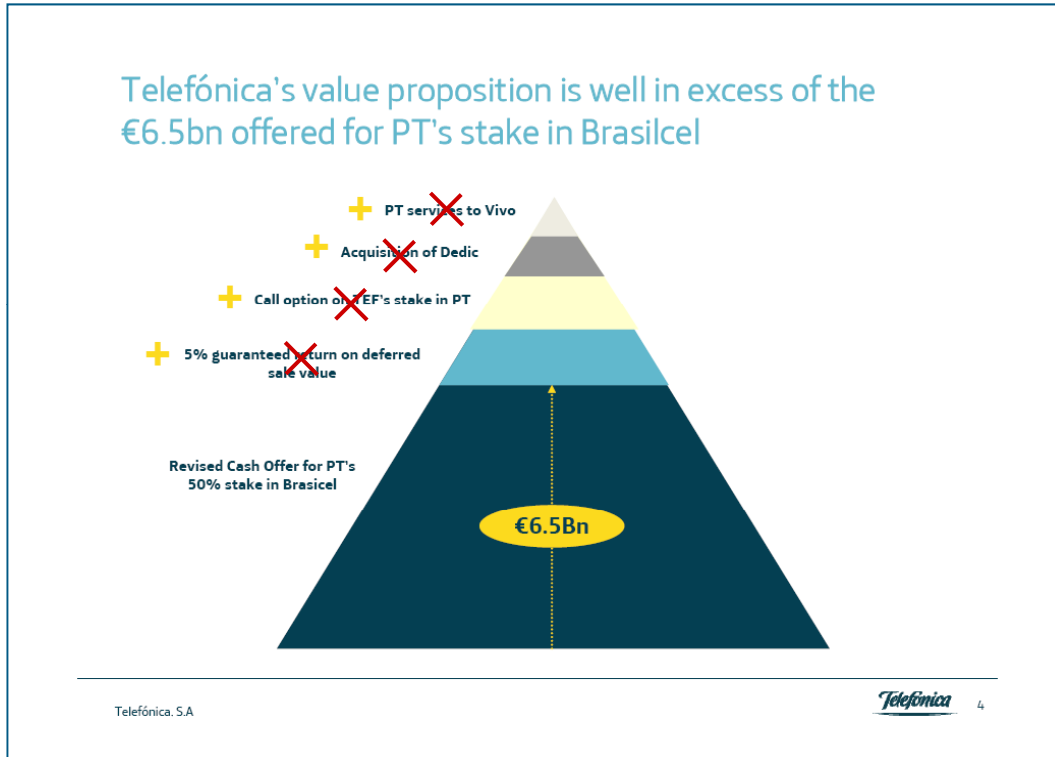 Telefónica's value proposition is well in excess of the
€6.5bn offered for PT's stake in Brasilcel
+ PT services to Vivo
+ Acquisition of Dedic
+ Call option on TEF's stake in PT
+ 5% guaranteed return on deferred
sale value
Revised Cash Offer for PT's
50% stake in Brasicel
€6.5Bn
Telefónica. S.A
Telefónica
4